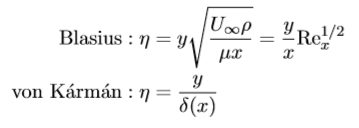 Blasius : η = y√(U∞ρ/μx) = y/x Re_x^{1/2}
von Kármán : η = y/δ(x)